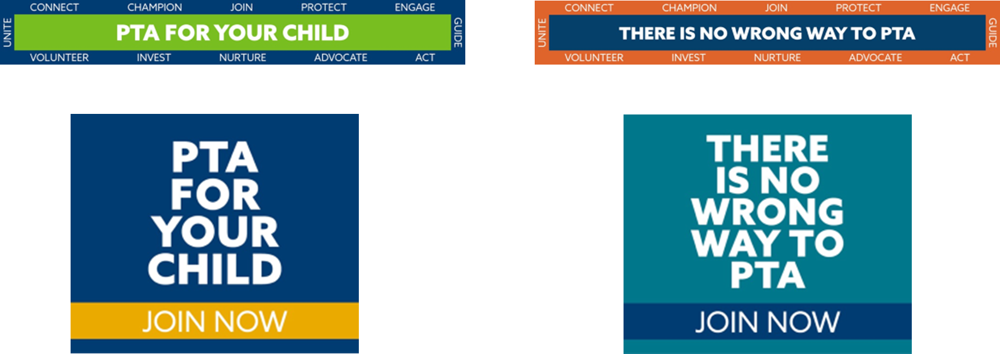 CONNECT CHAMPION JOIN PROTECT ENGAGE
UNITE
PTA FOR YOUR CHILD
GUIDE
VOLUNTEER INVEST NURTURE ADVOCATE ACT
CONNECT CHAMPION JOIN PROTECT ENGAGE
UNITE
THERE IS NO WRONG WAY TO PTA
GUIDE
VOLUNTEER INVEST NURTURE ADVOCATE ACT
PTA
FOR
YOUR
CHILD
JOIN NOW
THERE
IS NO
WRONG
WAY TO
PTA
JOIN NOW